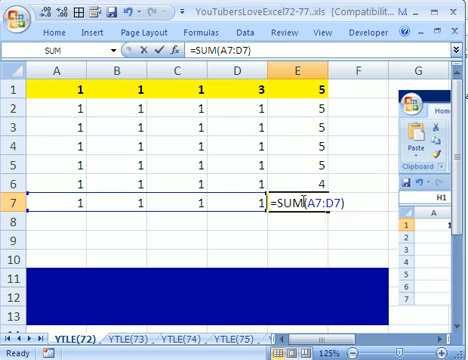 YouTubersLoveExcel72-77..xls [Compatibilit..
Home Insert Page Layout Formulas Data Review View Developer
SUM =SUM(A7:D7)
A B C D E F G
1 1 1 1 3 5
2 1 1 1 1 5
3 1 1 1 1 5
4 1 1 1 1 5
5 1 1 1 1 5
6 1 1 1 1 4
7 1 1 1 1 =SUM(A7:D7)
8
9
10
11
12
13
14
Hom
Paste
Clipboard
H1
A
1
2
3
4
5
6
7
YTLE(72) YTLE(73) YTLE(74) YTLE(75)
Ready 125%